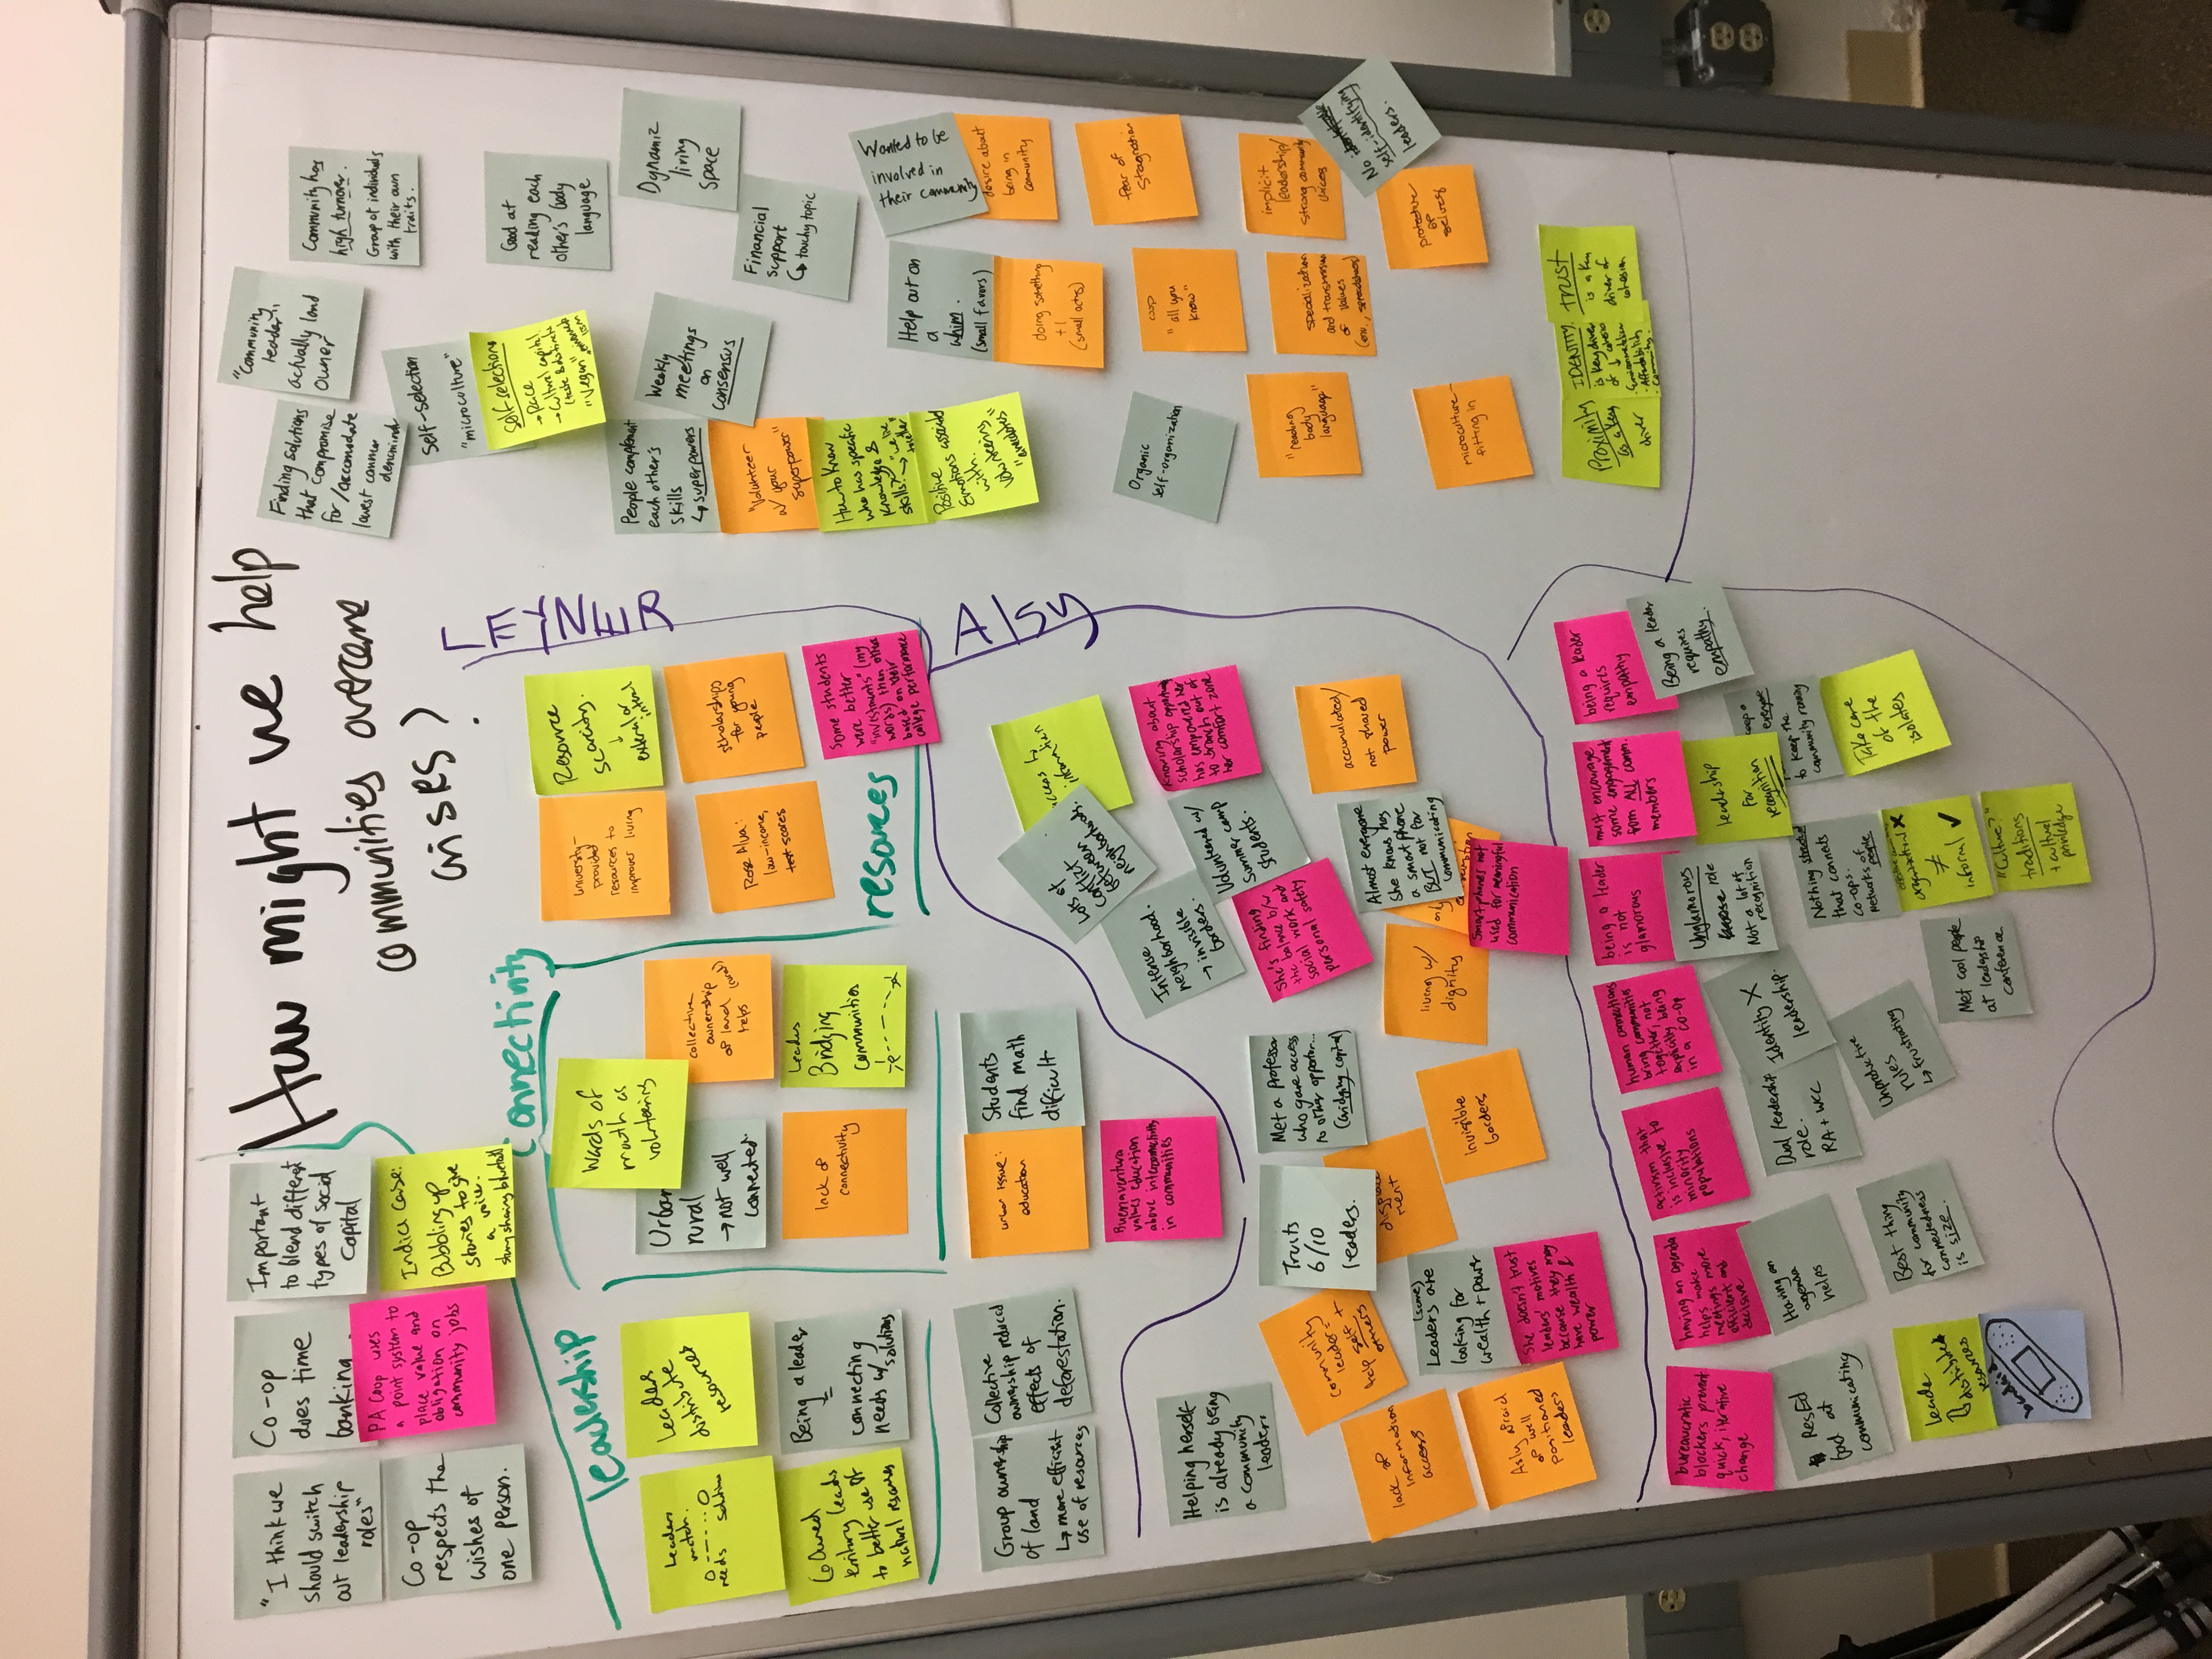 How might we help
communities overcome
crises?
"I think we
should switch
out leadership
roles"
Co-op
does time
banking.
Important
to blend different
types of social
capital
Co-op
respects the
wishes of
one person.
PA Coop uses
a point system to
place value and
obligation on
community jobs
India case:
Bubbling up
stories to give
a voice.
story sharing bluetooth
leadership
Connectivity
Leaders
match.
needs solutions
Leaders
distribute
resources
CoOwned
territory leads
to better use of
natural resources
Being a leader
=
connecting
needs w/ solutions
Words of
mouth as
volunteering
Urban
rural
→ not well
connected
collective
ownership
of land
helps
(rural)
lack of
connectivity
Leaders
Bridging
Communities
University-
provided
resources to
improve living
Resource
scarcity.
↓
external or
internal
Rose Alva:
low-income,
test scores
scholarships
for young
people
resources
Some students
were better
"investments" (my
words) than others
based on their
college performance
LEYNER
Group ownership
of land
↳ more efficient
use of resources
Collective
ownership reduced
effects of
deforestation.
urban issue:
education
Students
find math
difficult
Buenaventura
values education
above interconnectivity
in communities
Aisly
Lots of
conflict
between
neighborhoods.
access to
information
Intense
neighborhood.
→ invisible
borders.
Volunteered w/
summer camp
students.
Knowing about
scholarship opportunity
has empowered her
to branch out of
her comfort zone
She's finding
the balance b/w
social work and
personal safety
Helping herself
is already being
a community
leader.
community
leader =
help self +
others
Trusts
6/10
leaders.
Met a professor
who gave access
to other opportun...
(bridging capital)
lack of
information
access
displace
ment
Leaders (some) are
looking for
wealth + power
Aisly afraid
of well
positioned
leaders
She doesn't trust
leaders' motives
because they may
have wealth &
power
Invisible
borders
living w/
dignity
Almost everyone
she knows has
a smart phone
BUT not for
communicating
Smart phones not
used for meaningful
communication
accumulated/
not shared
power
Finding solutions
that compromise
for/accomodate
lowest common
denominator
"Community
leader"
actually land
owner
Community has
high turnover.
Group of individuals
with their own
traits.
Self-selection
"microculture"
Self selection
→ Race
→ Cultural capital
(taste & distinct)
"Vegan"
Good at
reading each
other's body
language
People complement
each other's
skills
↳ superpowers
Weekly
meetings
on
consensus
Dynamic
living
space
"Volunteer
w/ your
superpower"
Financial
support
↳ touchy topic
How to know
who has specific
knowledge &
skills? → "we live
together"
Positive
Emotions associated
with
volunteering
"anecdotes"
Help out on
a
whim.
(small favors)
Wanted to be
involved in
their community
desire about
being in
community
doing something
+1
(small acts)
Organic
self-organization
coop
"all you
know"
fear of
Stagnation
"reading
body
language"
specialization
and transmission
of values
(env., spreadsheets)
implicit
leadership/
strong community
voices
No
self-identifying
leaders.
microculture
fitting in
protective
of
selves
Proximity
as a key
driver
IDENTITY
is key driver
of cohesion
• Environmentalism
• Affordability
• Community
trust
is a key
driver of
cohesion
bureaucratic
blockers prevent
quick, iterative
change
having an agenda
helps make
meetings more
efficient and
decisive
activism that
is inclusive to
minority
populations
human connections
bring communities
together, not
explicitly being
in a co-op
being a leader
is not
glamorous
must encourage
some engagement
from ALL comm.
members
being a leader
requires
empathy
ResEd
bad at
communicating
Having an
agenda
helps
Dual leadership
role.
RA + WCC
Identity X
leadership.
Unglamorous
role
Not a lot of
recognition
leadership
for
recognition
Being a leader
requires
empathy.
everyone
to keep the
community running
Nothing structural
that connects
co-ops.
Networks of people
Take care
of the
isolates
leader
distributes
resources
bandaid
Best thing
for community
connectedness
is size.
Unproductive
rules
↳ frustrating
Met cool people
at leadership
conference
organizational ✗
≠
informal ✓
"Culture?"
traditions
+ cultural
priviledge